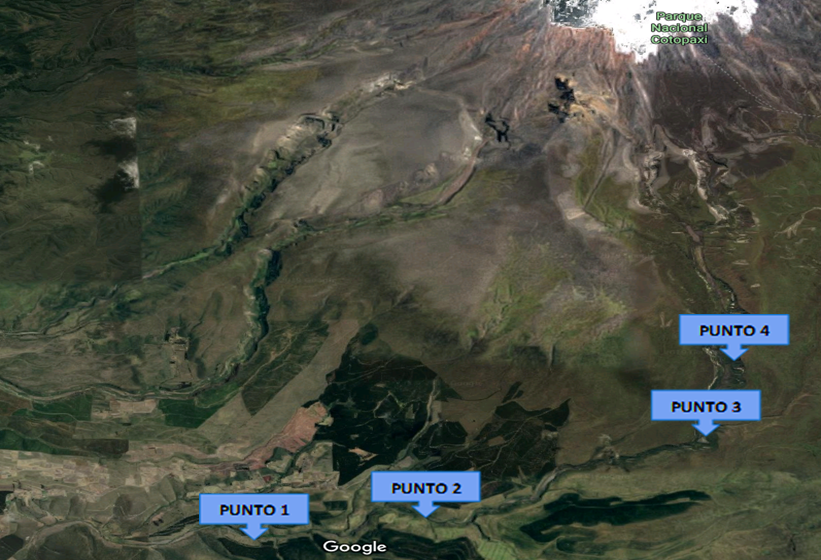 Parque
Nacional
Cotopaxi
PUNTO 4
PUNTO 3
PUNTO 2
PUNTO 1
Google